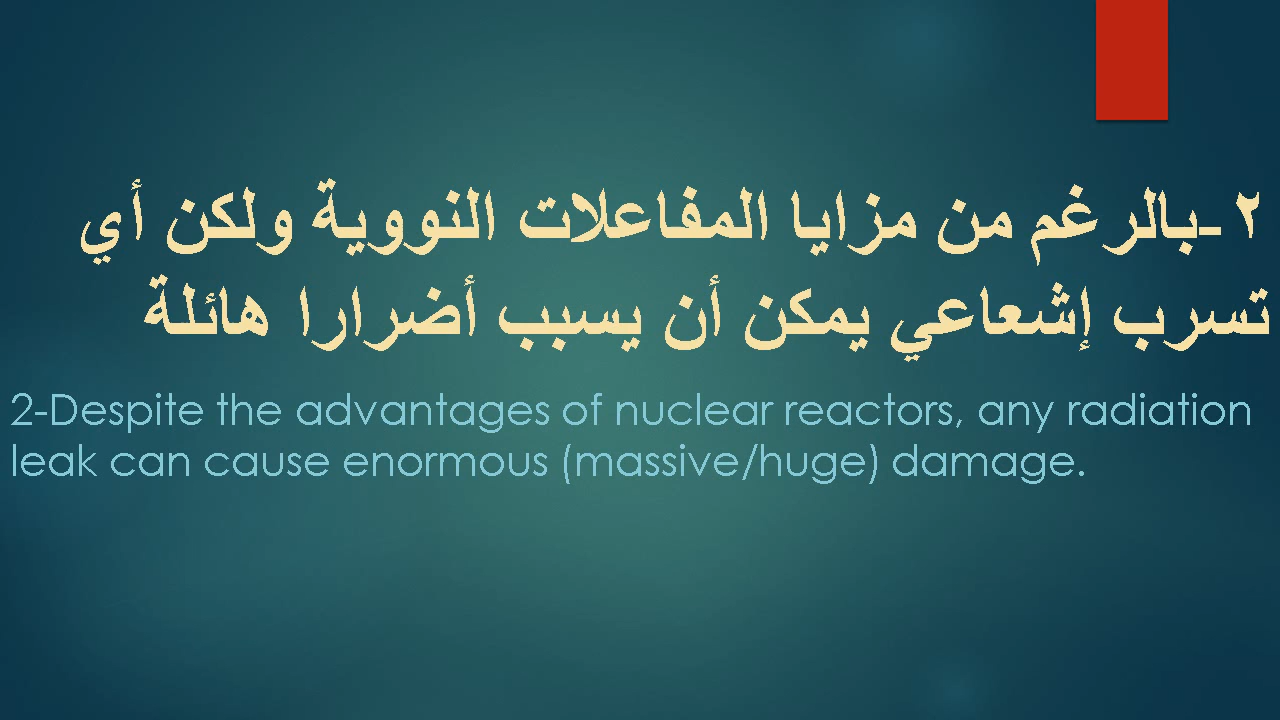 ٢ -بالرغم من مزايا المفاعلات النووية ولكن أي
تسرب إشعاعي يمكن أن يسبب أضرارا هائلة
2-Despite the advantages of nuclear reactors, any radiation
leak can cause enormous (massive/huge) damage.